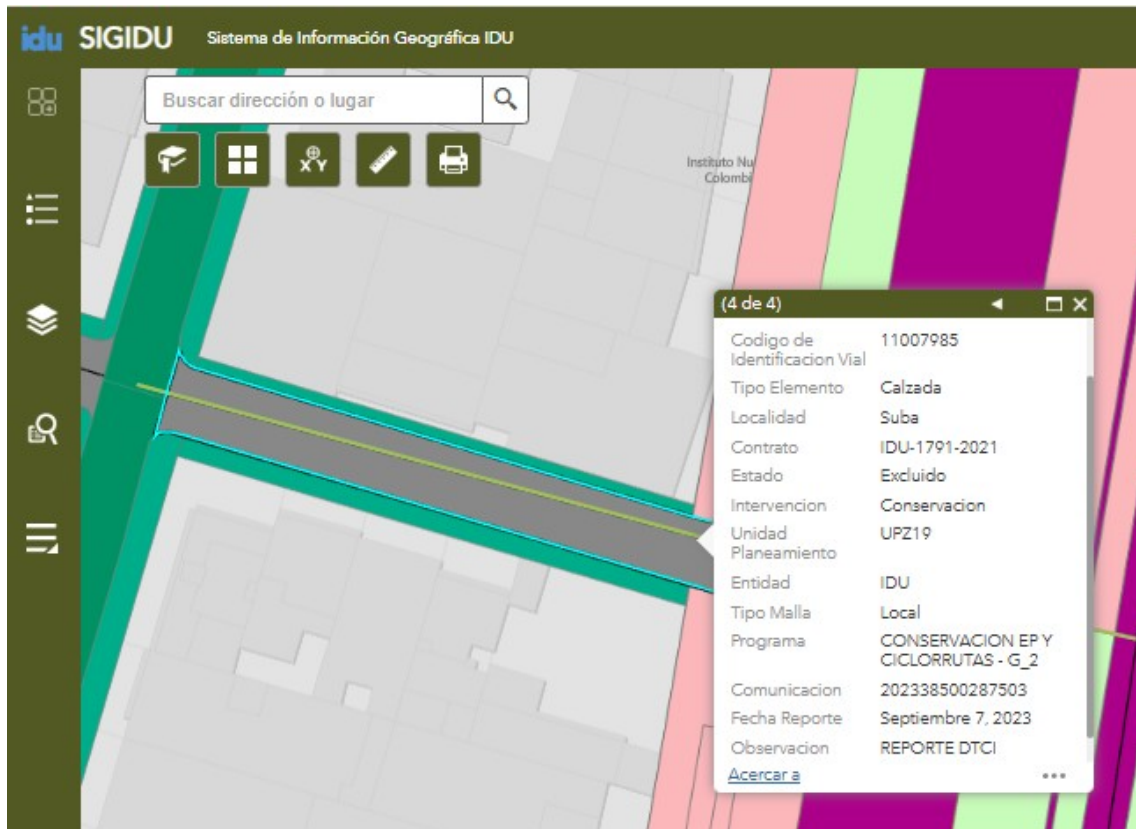 idu SIGIDU Sistema de Información Geográfica IDU
Buscar dirección o lugar
X Y
Instituto Nu
Colombi
(4 de 4)
Codigo de 11007985
Identificacion Vial
Tipo Elemento Calzada
Localidad Suba
Contrato IDU-1791-2021
Estado Excluido
Intervencion Conservacion
Unidad UPZ19
Planeamiento
Entidad IDU
Tipo Malla Local
Programa CONSERVACION EP Y
CICLORRUTAS - G_2
Comunicacion 202338500287503
Fecha Reporte Septiembre 7, 2023
Observacion REPORTE DTCI
Acercar a